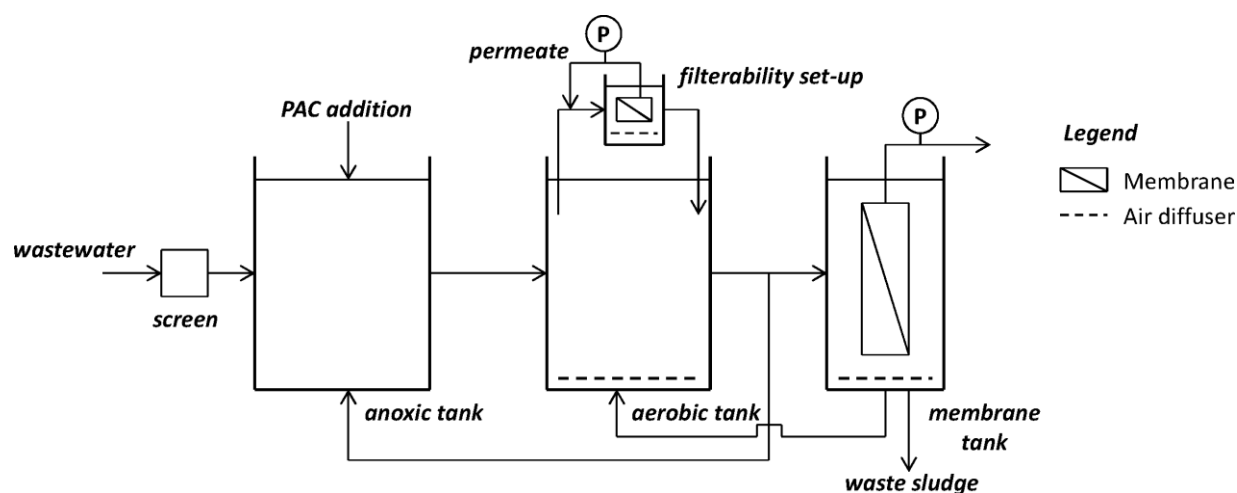 P
permeate
filterability set-up
PAC addition
P
Legend
Membrane
Air diffuser
wastewater
screen
anoxic tank
aerobic tank
membrane
tank
waste sludge